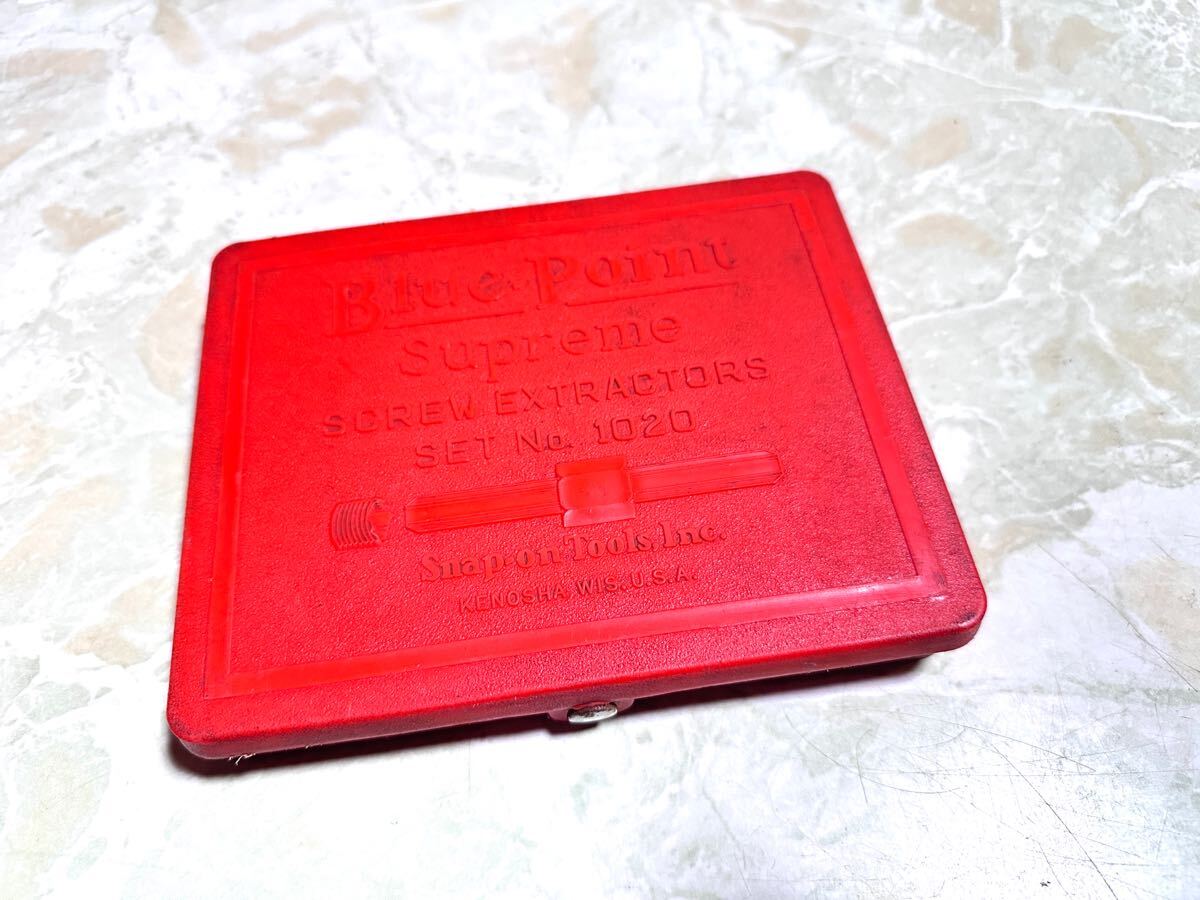 Blue-Point
Supreme
SCREW EXTRACTORS
SET No. 1020
Snap-on Tools, Inc.
KENOSHA, WIS. U.S.A.